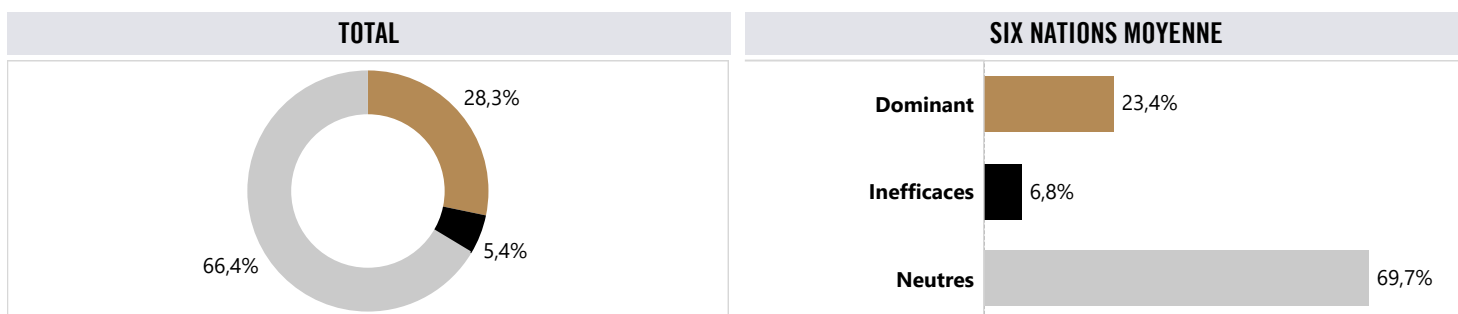 TOTAL
28,3%
5,4%
66,4%
SIX NATIONS MOYENNE
Dominant 23,4%
Inefficaces 6,8%
Neutres 69,7%